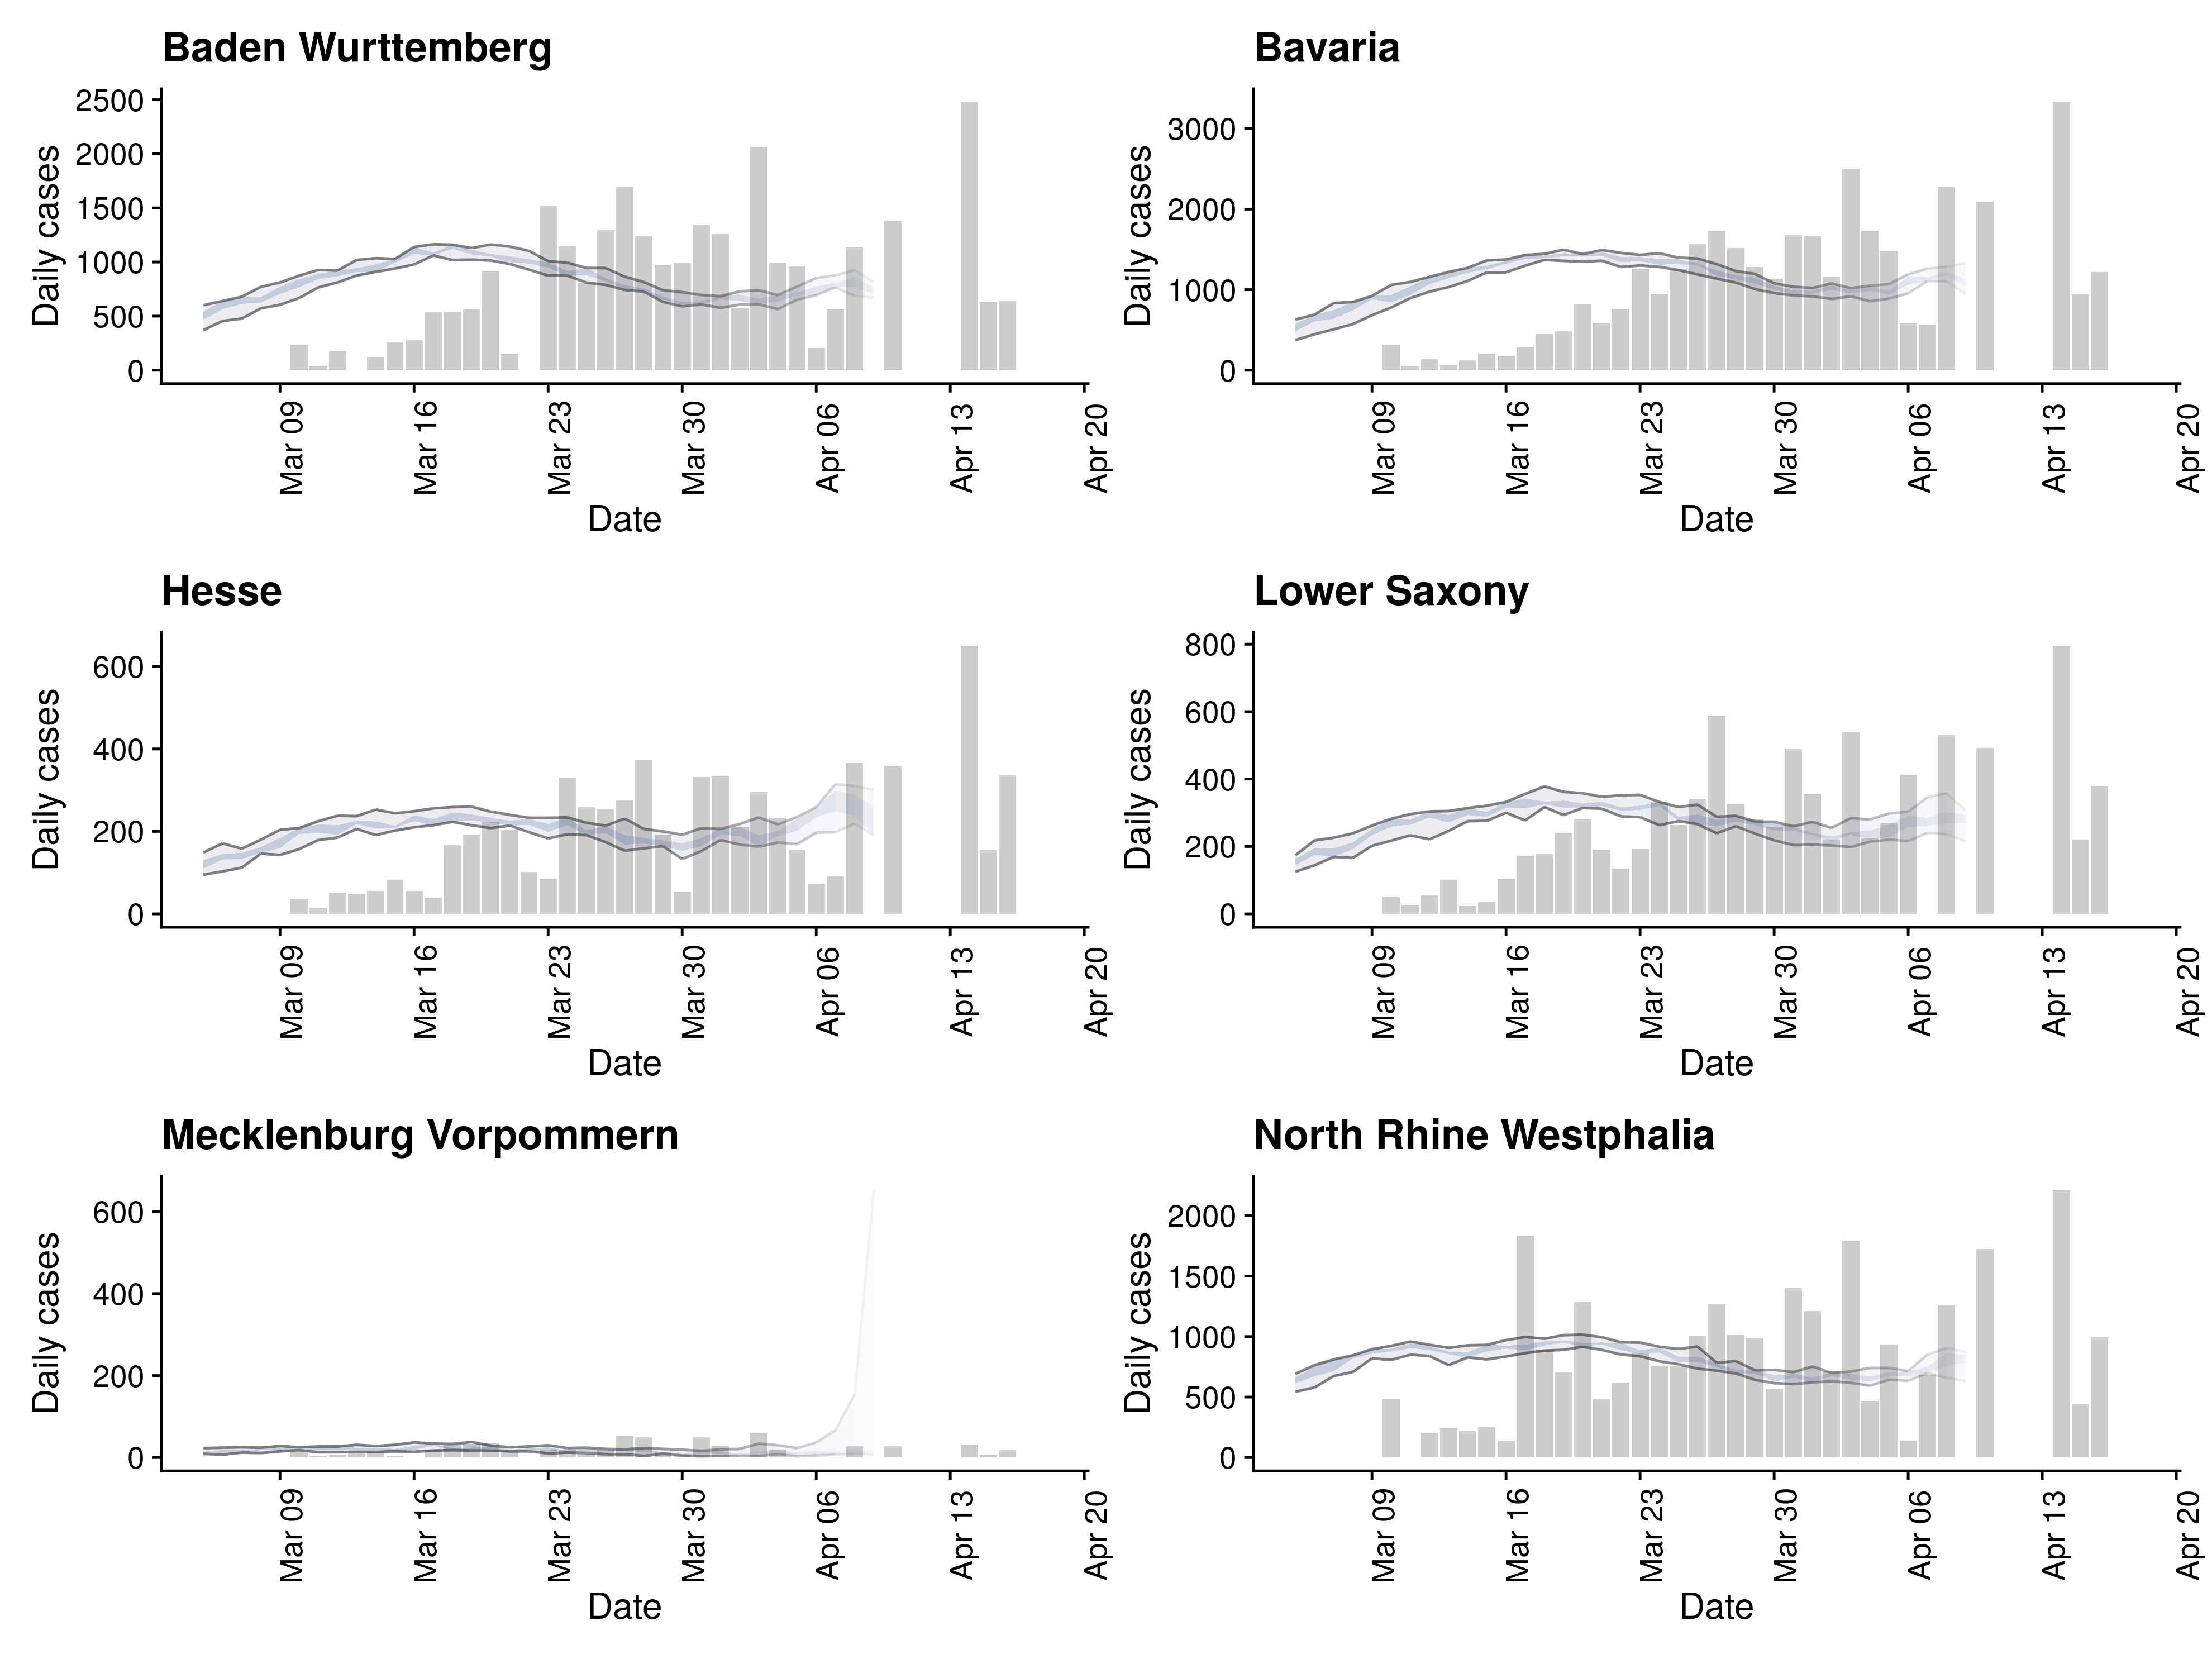 Baden Wurttemberg
Daily cases
2500
2000
1500
1000
500
0
Mar 09
Mar 16
Mar 23
Mar 30
Apr 06
Apr 13
Apr 20
Date
Bavaria
Daily cases
3000
2000
1000
0
Mar 09
Mar 16
Mar 23
Mar 30
Apr 06
Apr 13
Apr 20
Date
Hesse
Daily cases
600
400
200
0
Mar 09
Mar 16
Mar 23
Mar 30
Apr 06
Apr 13
Apr 20
Date
Lower Saxony
Daily cases
800
600
400
200
0
Mar 09
Mar 16
Mar 23
Mar 30
Apr 06
Apr 13
Apr 20
Date
Mecklenburg Vorpommern
Daily cases
600
400
200
0
Mar 09
Mar 16
Mar 23
Mar 30
Apr 06
Apr 13
Apr 20
Date
North Rhine Westphalia
Daily cases
2000
1500
1000
500
0
Mar 09
Mar 16
Mar 23
Mar 30
Apr 06
Apr 13
Apr 20
Date